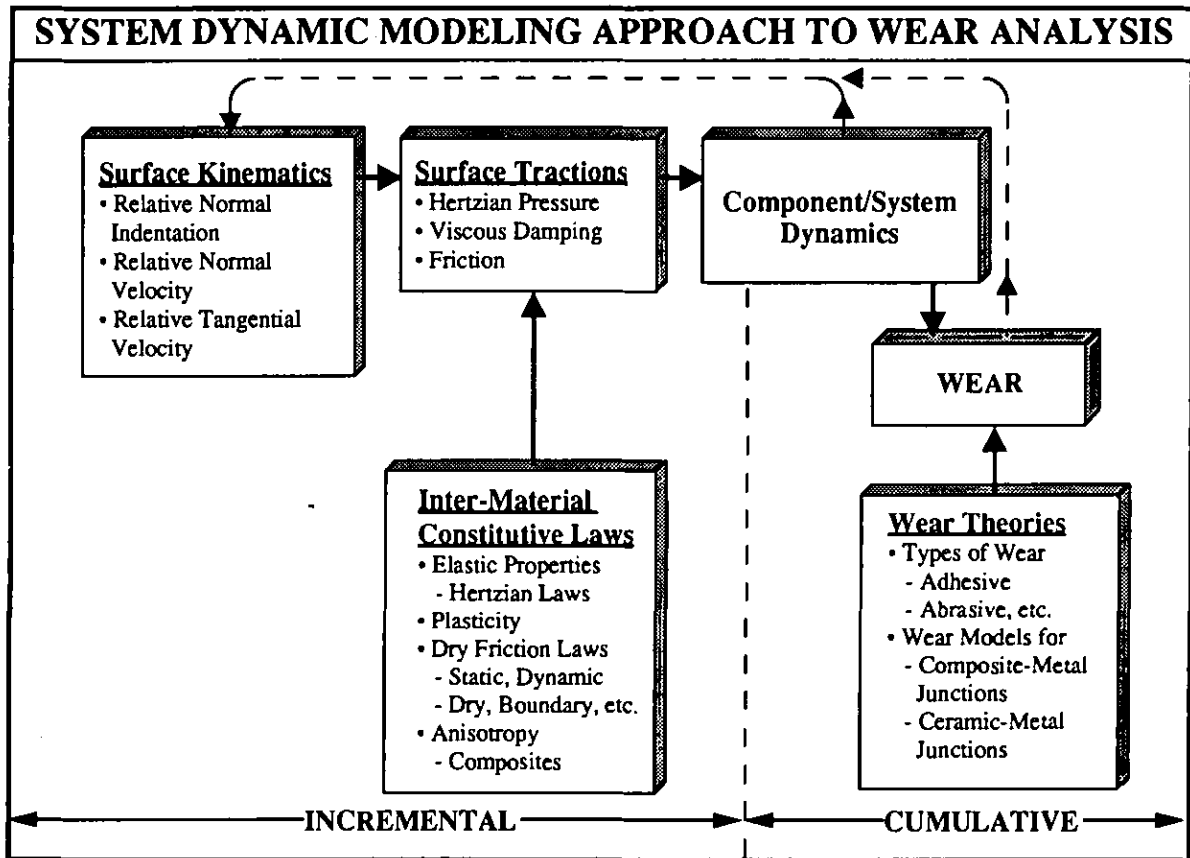 SYSTEM DYNAMIC MODELING APPROACH TO WEAR ANALYSIS
Surface Kinematics
• Relative Normal
Indentation
• Relative Normal
Velocity
• Relative Tangential
Velocity
Surface Tractions
• Hertzian Pressure
• Viscous Damping
• Friction
Component/System
Dynamics
WEAR
Inter-Material
Constitutive Laws
• Elastic Properties
- Hertzian Laws
• Plasticity
• Dry Friction Laws
- Static, Dynamic
- Dry, Boundary, etc.
• Anisotropy
- Composites
Wear Theories
• Types of Wear
- Adhesive
- Abrasive, etc.
• Wear Models for
- Composite-Metal
Junctions
- Ceramic-Metal
Junctions
INCREMENTAL
CUMULATIVE